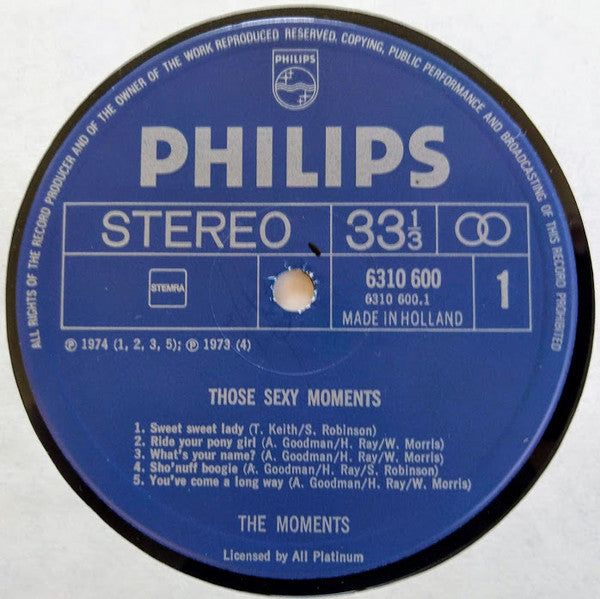 ALL RIGHTS OF THE RECORD PRODUCER AND OF THE OWNER OF THE WORK REPRODUCED RESERVED. COPYING, PUBLIC PERFORMANCE AND BROADCASTING OF THIS RECORD PROHIBITED
PHILIPS
PHILIPS
STEREO 33 1/3
STEMRA 6310 600 1
6310 600.1
MADE IN HOLLAND
℗ 1974 (1, 2, 3, 5); ℗ 1973 (4)
THOSE SEXY MOMENTS
1. Sweet sweet lady (T. Keith/S. Robinson)
2. Ride your pony girl (A. Goodman/H. Ray/W. Morris)
3. What's your name? (A. Goodman/H. Ray/W. Morris)
4. Sho'nuff boogie (A. Goodman/H. Ray/S. Robinson)
5. You've come a long way (A. Goodman/H. Ray/W. Morris)
THE MOMENTS
Licensed by All Platinum